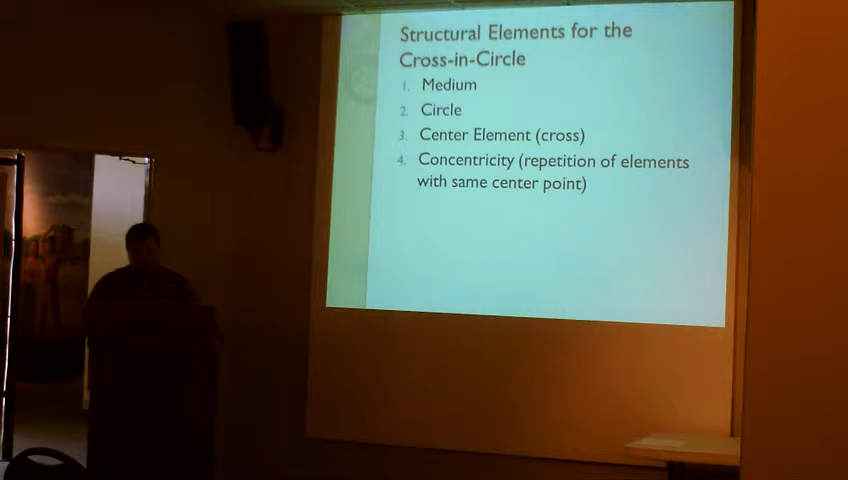 Structural Elements for the
Cross-in-Circle
1. Medium
2. Circle
3. Center Element (cross)
4. Concentricity (repetition of elements
with same center point)